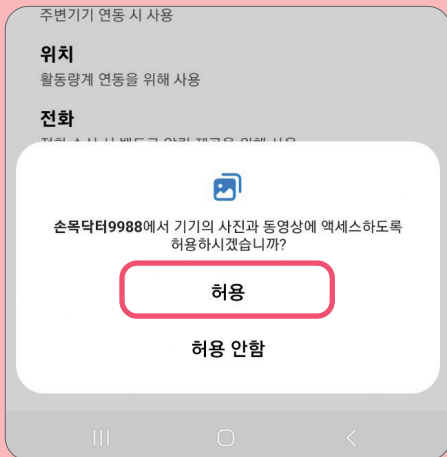 주변기기 연동 시 사용
위치
활동량계 연동을 위해 사용
전화
손목닥터9988에서 기기의 사진과 동영상에 액세스하도록
허용하시겠습니까?
허용
허용 안함